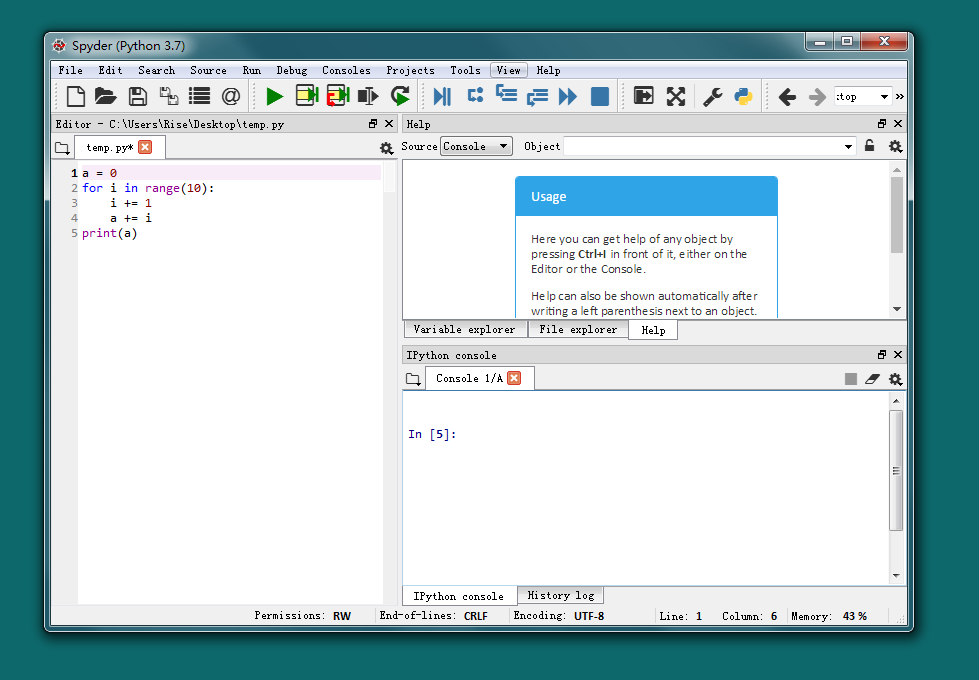 Spyder (Python 3.7)
File Edit Search Source Run Debug Consoles Projects Tools View Help
:top
Editor - C:\Users\Rise\Desktop\temp.py
temp.py*
1 a = 0
2 for i in range(10):
3     i += 1
4     a += i
5 print(a)
Help
Source Console Object
Usage
Here you can get help of any object by
pressing Ctrl+I in front of it, either on the
Editor or the Console.
Help can also be shown automatically after
writing a left parenthesis next to an object.
Variable explorer File explorer Help
IPython console
Console 1/A
In [5]:
IPython console History log
Permissions: RW End-of-lines: CRLF Encoding: UTF-8 Line: 1 Column: 6 Memory: 43 %